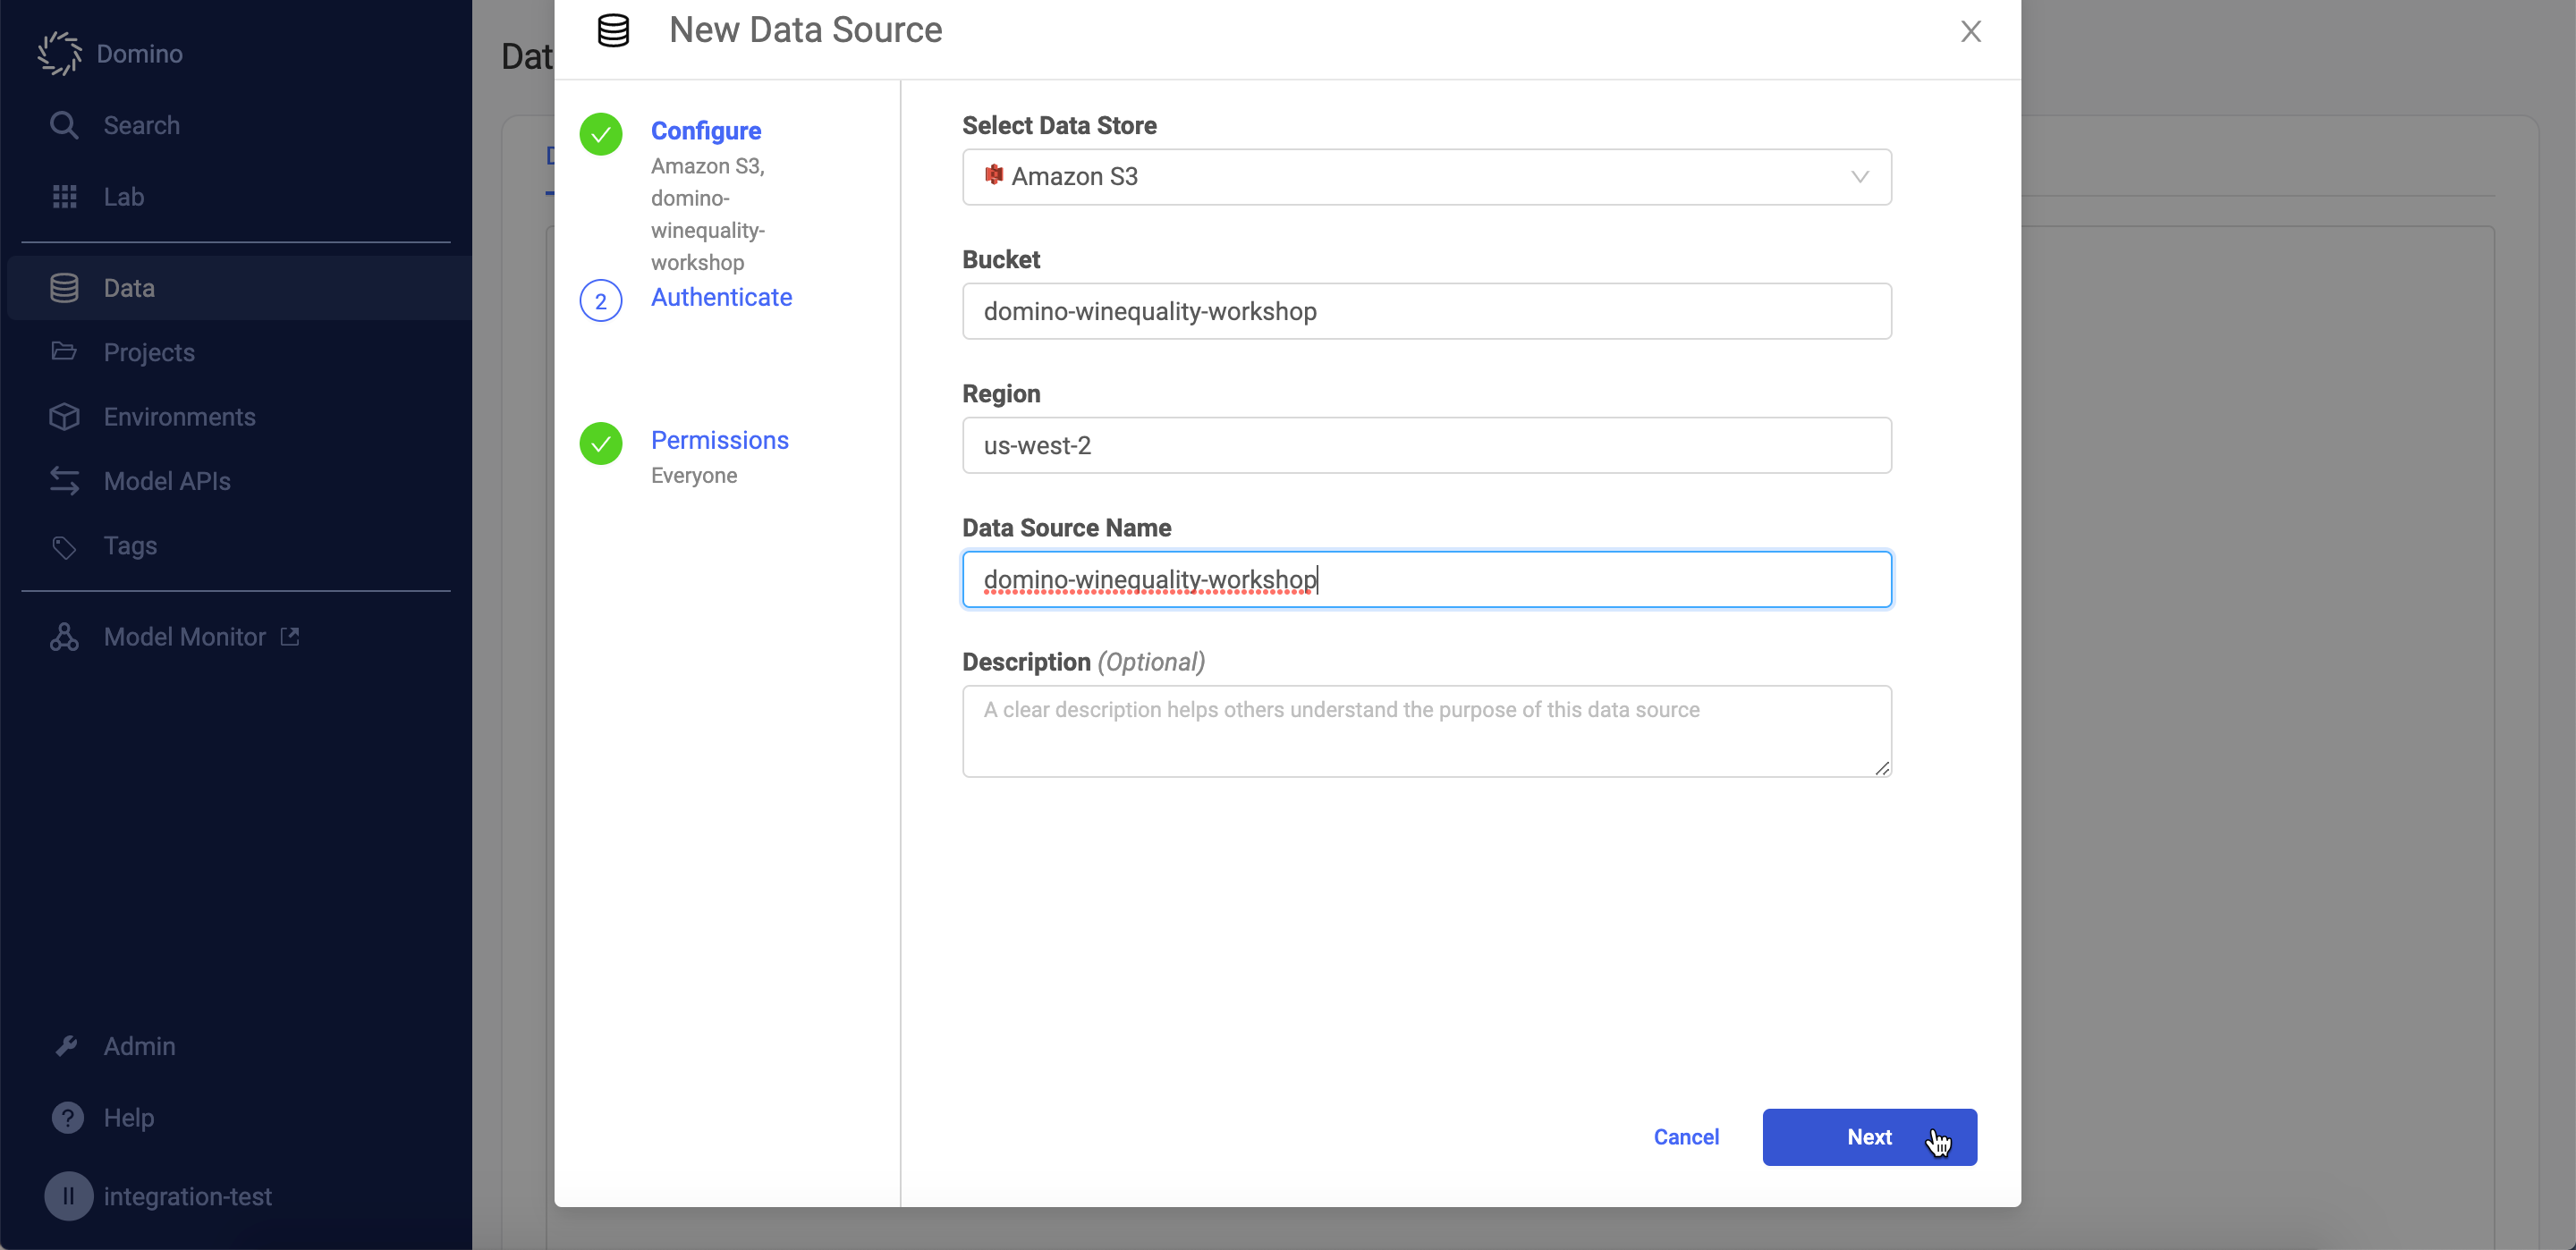 Domino
Search
Lab
Data
Projects
Environments
Model APIs
Tags
Model Monitor
Admin
? Help
II integration-test
Dat
D
New Data Source
X
Configure
Amazon S3,
domino-
winequality-
workshop
2 Authenticate
Permissions
Everyone
Select Data Store
Amazon S3
Bucket
domino-winequality-workshop
Region
us-west-2
Data Source Name
domino-winequality-workshop
Description (Optional)
A clear description helps others understand the purpose of this data source
Cancel
Next